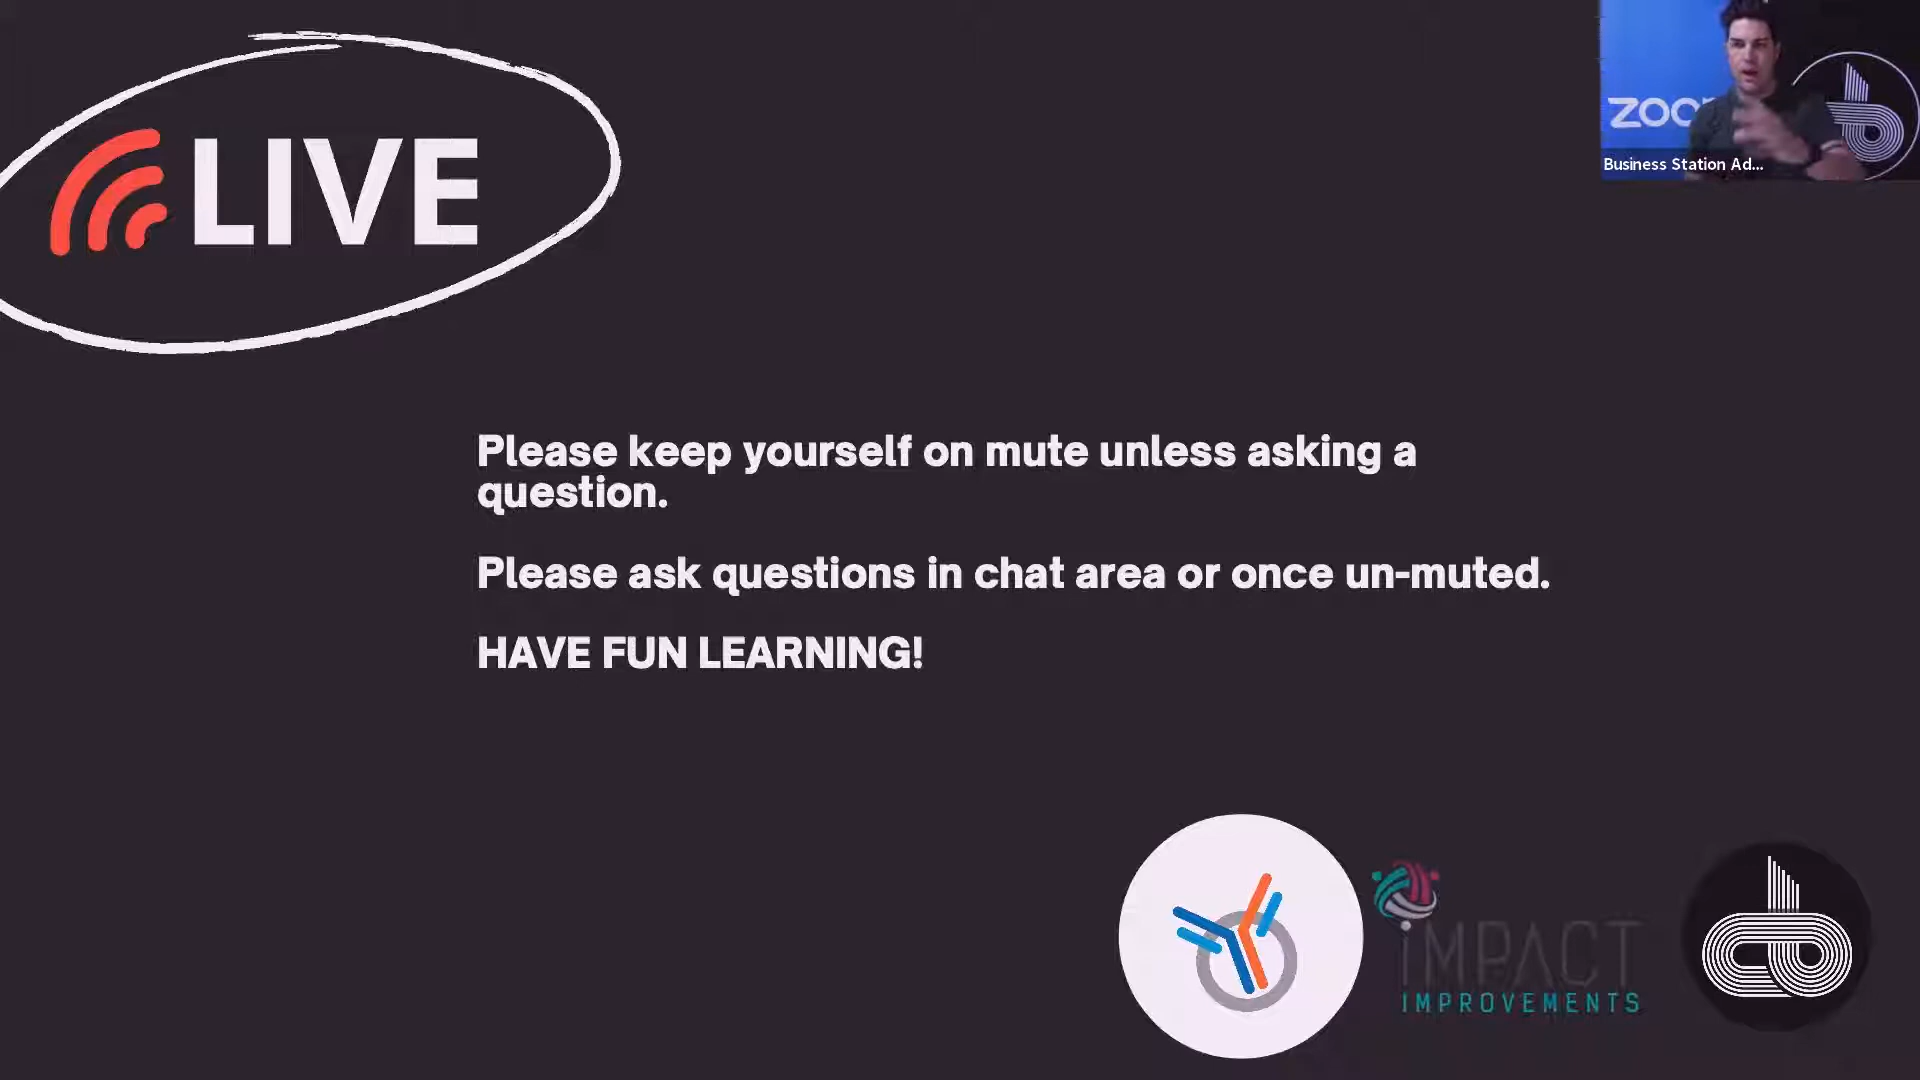 LIVE
ZOO
Business Station Ad...
Please keep yourself on mute unless asking a
question.
Please ask questions in chat area or once un-muted.
HAVE FUN LEARNING!
iMPACT
IMPROVEMENTS